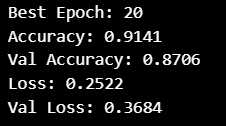 Best Epoch: 20
Accuracy: 0.9141
Val Accuracy: 0.8706
Loss: 0.2522
Val Loss: 0.3684